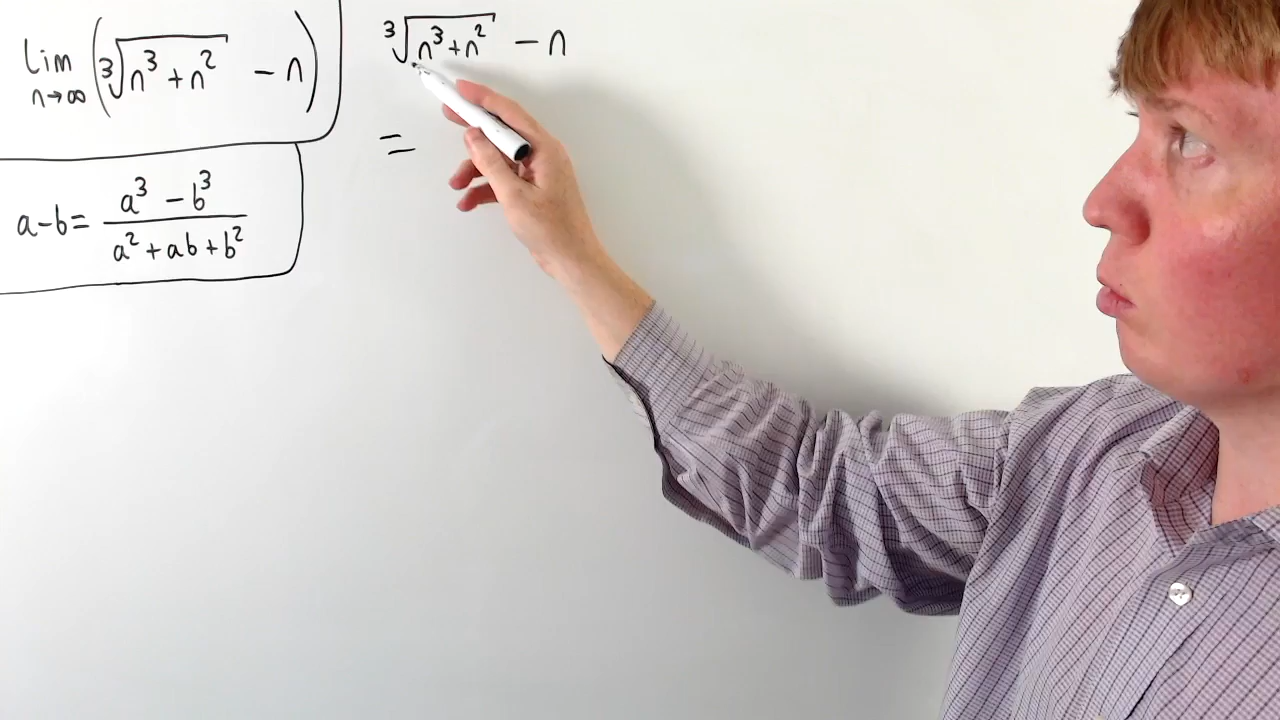 lim n→∞ (∛(n³ + n²) − n)
a−b = (a³ − b³) / (a² + ab + b²)
∛(n³ + n²) − n
=